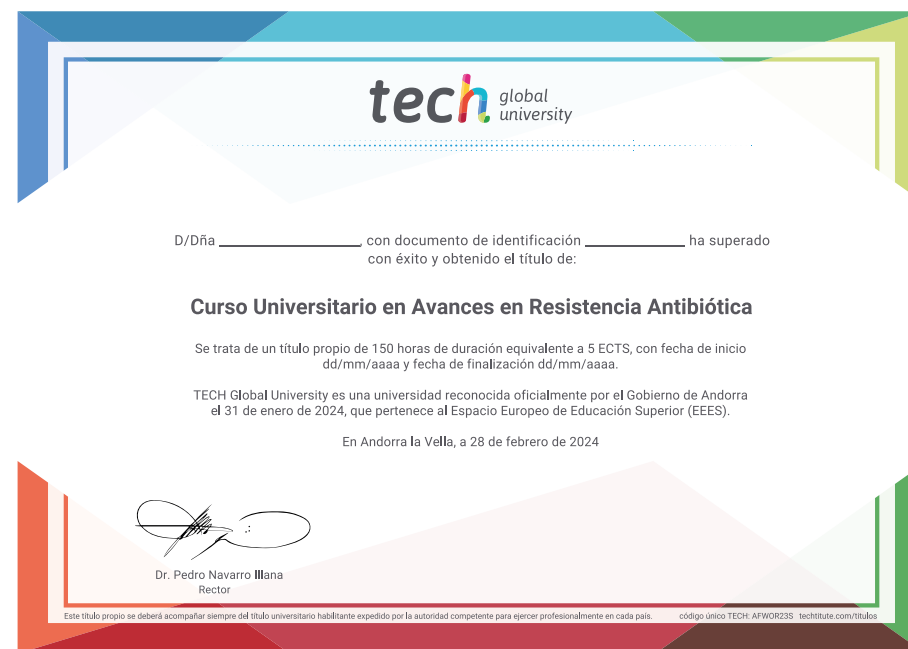 tech global university
D/Dña ______________, con documento de identificación __________ ha superado
con éxito y obtenido el título de:
Curso Universitario en Avances en Resistencia Antibiótica
Se trata de un título propio de 150 horas de duración equivalente a 5 ECTS, con fecha de inicio
dd/mm/aaaa y fecha de finalización dd/mm/aaaa.
TECH Global University es una universidad reconocida oficialmente por el Gobierno de Andorra
el 31 de enero de 2024, que pertenece al Espacio Europeo de Educación Superior (EEES).
En Andorra la Vella, a 28 de febrero de 2024
Dr. Pedro Navarro Illana
Rector
Este título propio se deberá acompañar siempre del título universitario habilitante expedido por la autoridad competente para ejercer profesionalmente en cada país. código único TECH: AFWOR23S techtitute.com/titulos